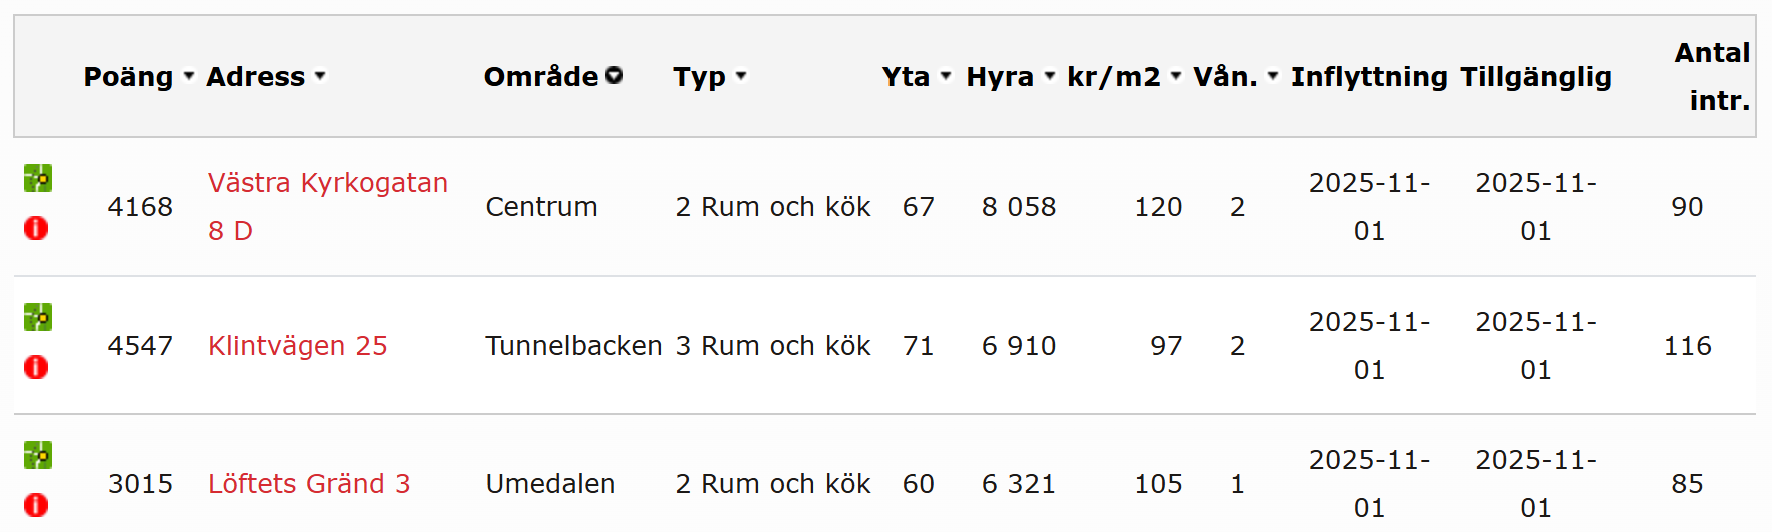 Poäng Adress Område Typ Yta Hyra kr/m2 Vån. Inflyttning Tillgänglig Antal intr.
4168 Västra Kyrkogatan 8 D Centrum 2 Rum och kök 67 8 058 120 2 2025-11-01 2025-11-01 90
4547 Klintvägen 25 Tunnelbacken 3 Rum och kök 71 6 910 97 2 2025-11-01 2025-11-01 116
3015 Löftets Gränd 3 Umedalen 2 Rum och kök 60 6 321 105 1 2025-11-01 2025-11-01 85